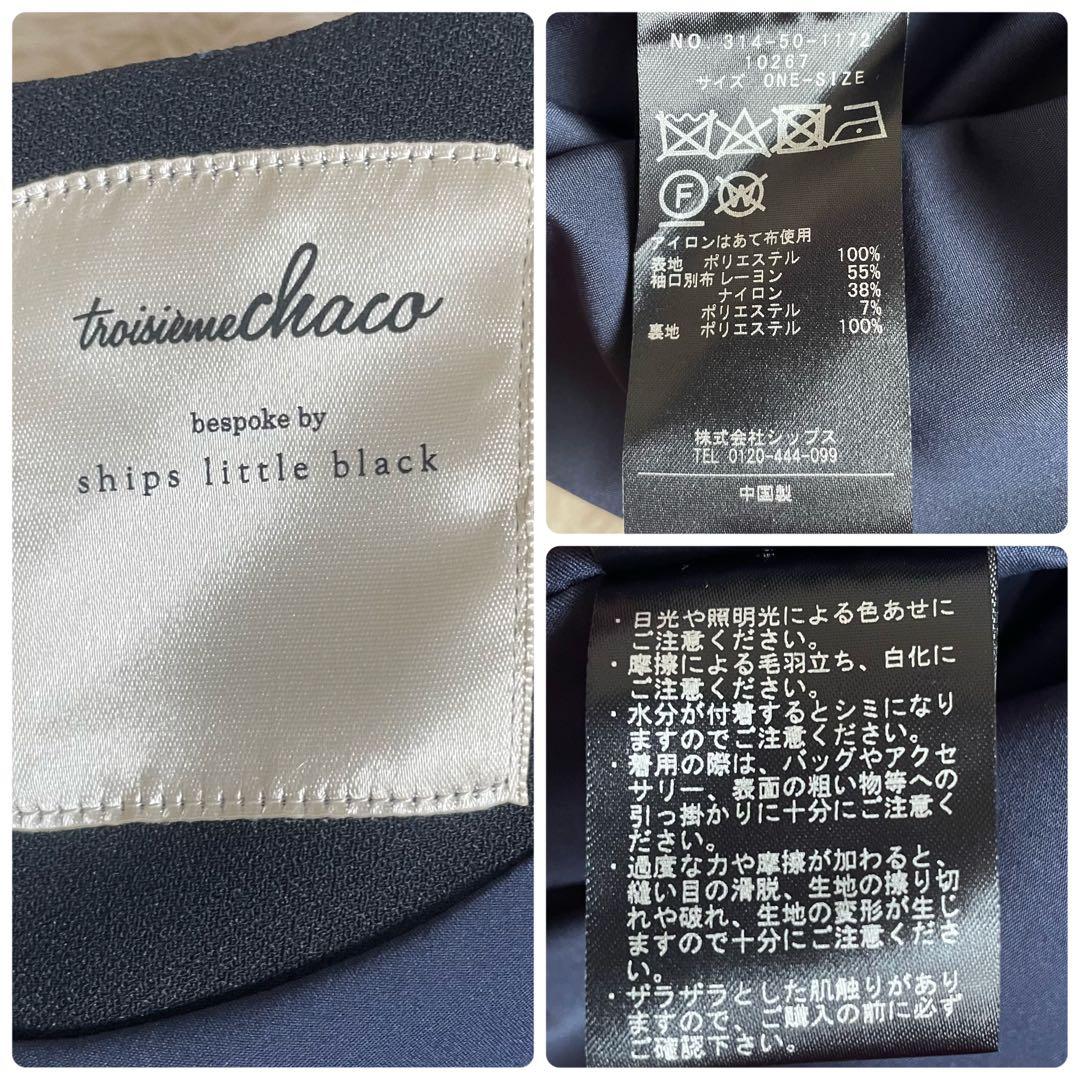 troisièmechaco
bespoke by
ships little black
NO 314-50-1172
10267
サイズ ONE-SIZE
F
W
アイロンはあて布使用
表地 ポリエステル 100%
袖口別布 レーヨン 55%
ナイロン 38%
ポリエステル 7%
裏地 ポリエステル 100%
株式会社シップス
TEL 0120-444-099
中国製
・日光や照明光による色あせに
ご注意ください。
・摩擦による毛羽立ち、白化に
ご注意ください。
・水分が付着するとシミになり
ますのでご注意ください。
・着用の際は、バッグやアクセ
サリー、表面の粗い物等への
引っ掛かりに十分にご注意く
ださい。
・過度な力や摩擦が加わると、
縫い目の滑脱、生地の擦り切
れや破れ、生地の変形が生じ
ますので十分にご注意くださ
い。
・ザラザラとした肌触りがあり
ますので、ご購入の前に必ず
ご確認下さい。